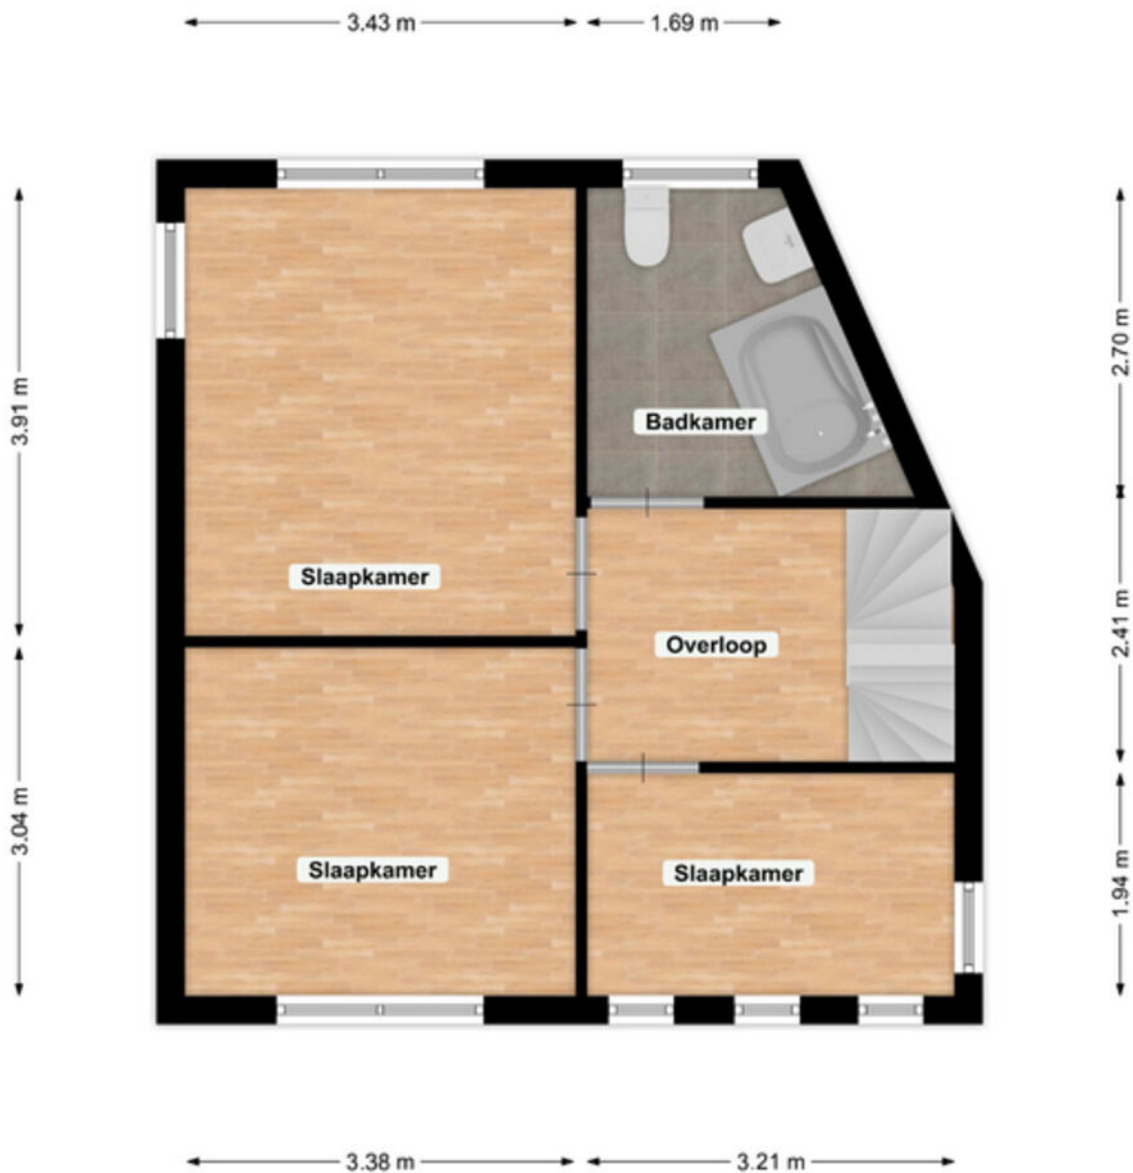 3.43 m
1.69 m
3.91 m
2.70 m
Badkamer
Slaapkamer
Overloop
2.41 m
3.04 m
Slaapkamer
Slaapkamer
1.94 m
3.38 m
3.21 m